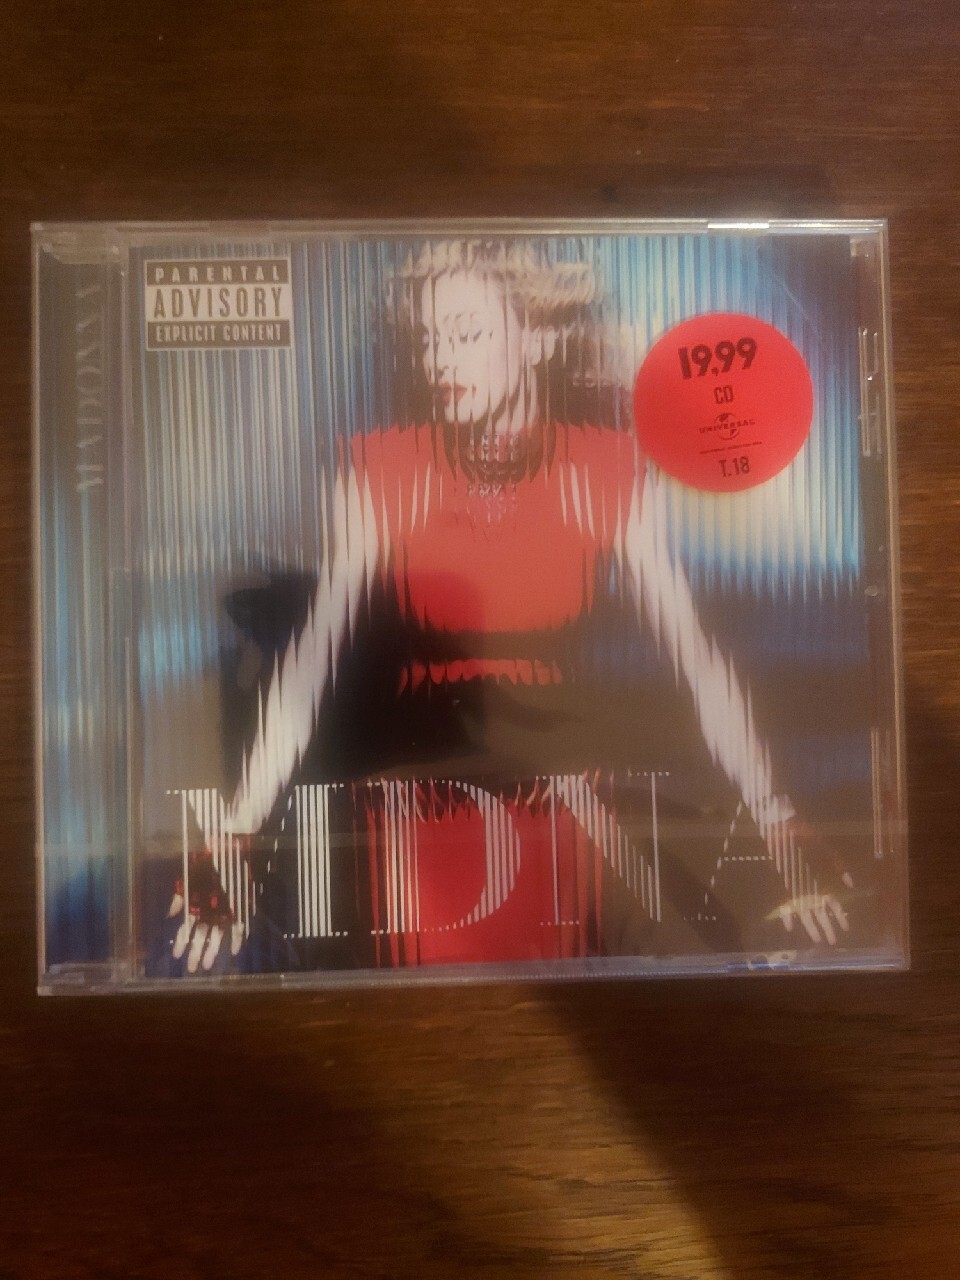 MADONNA
PARENTAL
ADVISORY
EXPLICIT CONTENT
19,99
CD
UNIVERSAL
T.18
MDNA